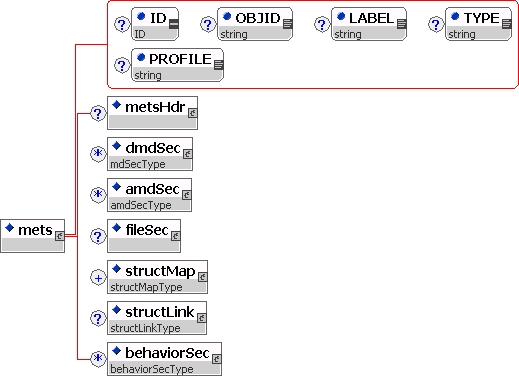 ? ID ? OBJID ? LABEL ? TYPE
ID string string string
? PROFILE
string
? metsHdr
* dmdSec
mdSecType
* amdSec
amdSecType
mets ? fileSec
+ structMap
structMapType
? structLink
structLinkType
* behaviorSec
behaviorSecType